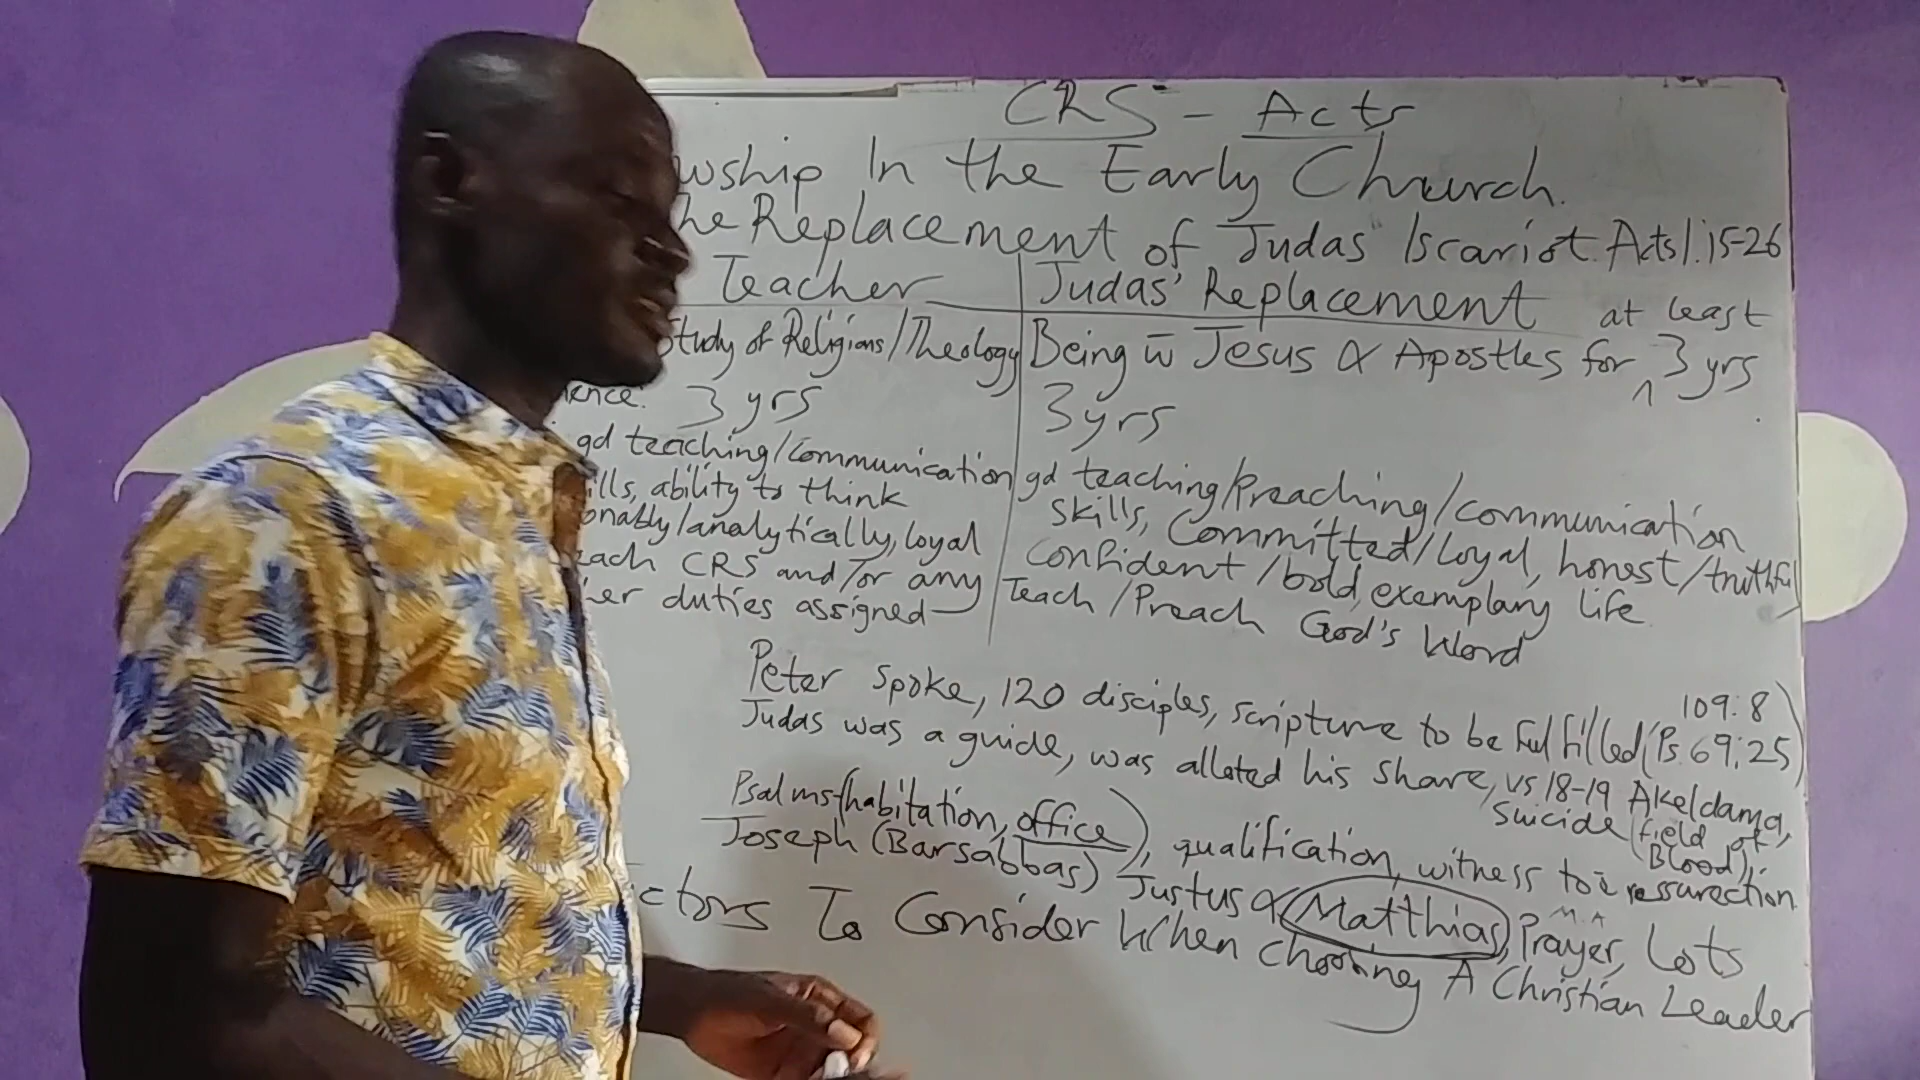 CRS - Acts
wship In the Early Church.
he Replacement of Judas Iscariot. Acts 1:15-26
Teacher
Study of Religions/Theology
ience: 3 yrs
gd teaching/communication
ills, ability to think
onably/analytically, loyal
each CRS and/or any
her duties assigned
Judas' Replacement
at least
Being w̄ Jesus & Apostles for ^ 3 yrs
3 yrs
gd teaching/Preaching/communication
skills, Committed/Loyal, honest/truthful
confident/bold, exemplary life
Teach/Preach God's Word
Peter spoke, 120 disciples, scripture to be fulfilled (Ps. 69:25)
109:8
Judas was a guide, was alloted his share, vs 18-19 Akeldama,
suicide (field of
Blood),
Psalms (habitation, office), qualification, witness to resurection
Joseph (Barsabbas) Justus & Matthias, Prayer, Lots
M.A
ctors To Consider When choosing A Christian Leader